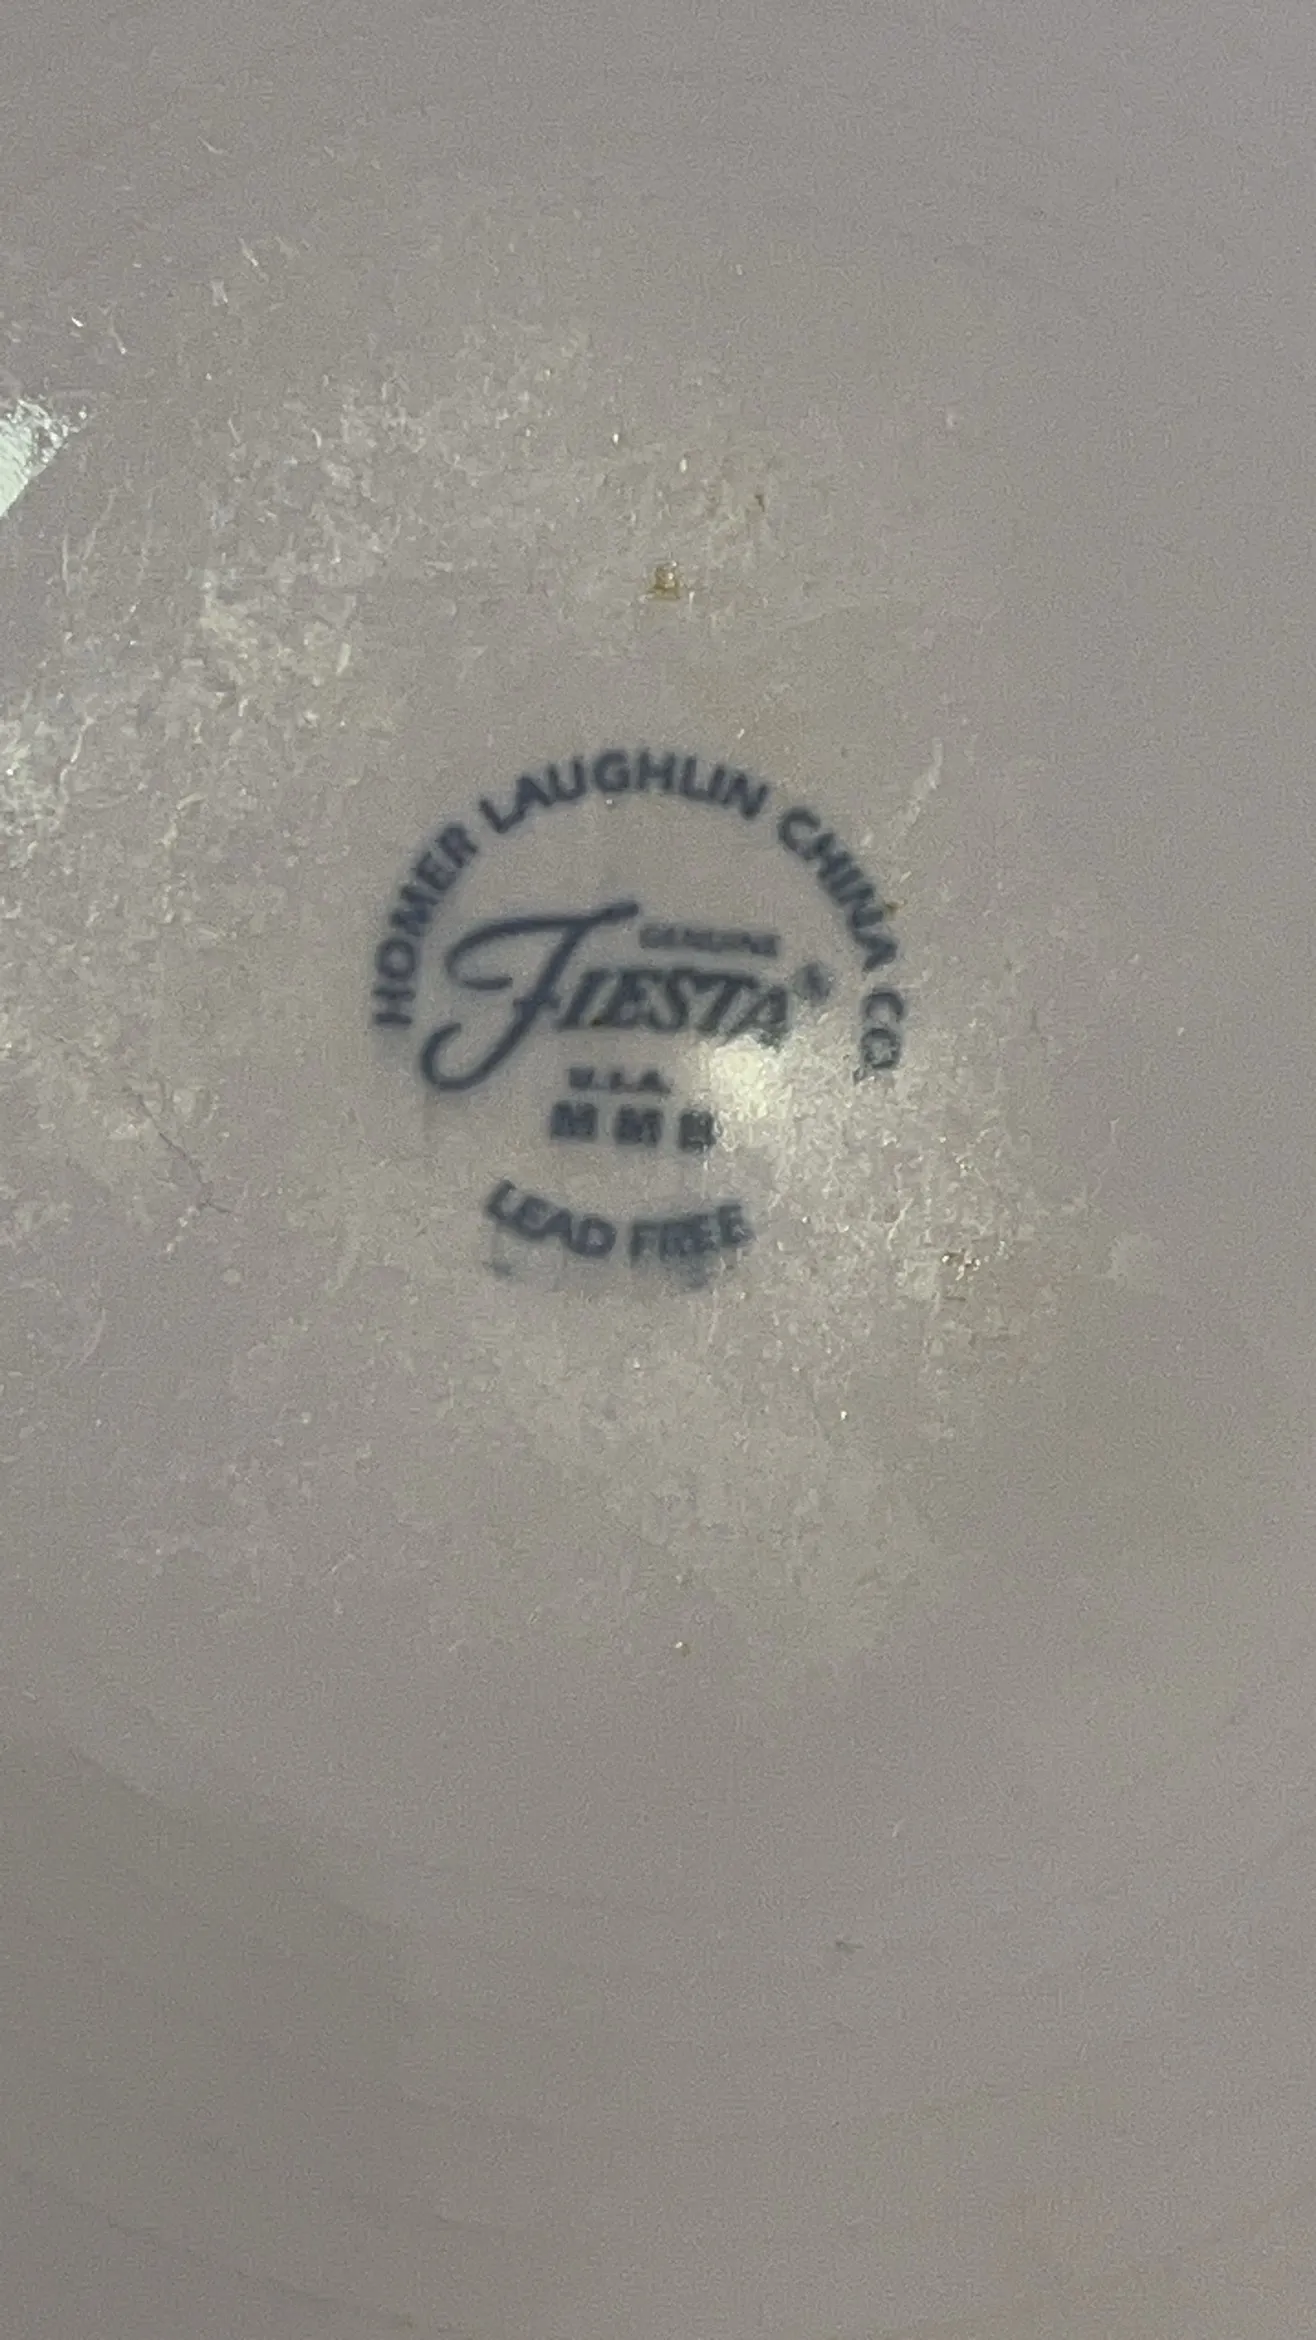 HOMER LAUGHLIN CHINA CO.
GENUINE
FIESTA®
U.S.A.
M M B
LEAD FREE